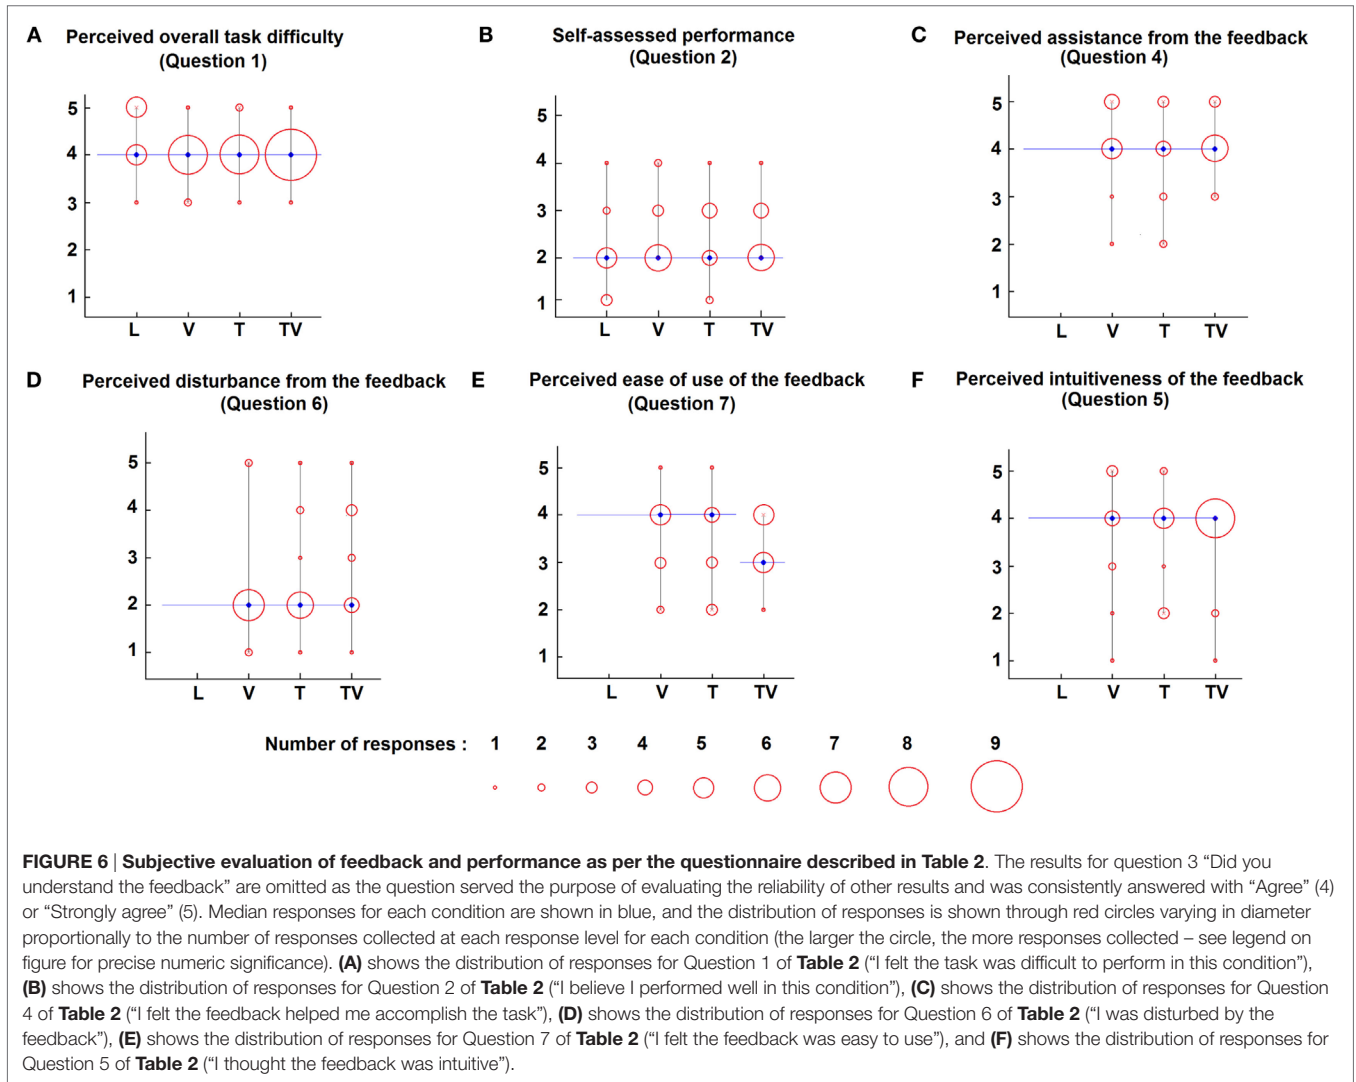 A Perceived overall task difficulty
(Question 1)
5
4
3
2
1
L V T TV
B Self-assessed performance
(Question 2)
5
4
3
2
1
L V T TV
C Perceived assistance from the feedback
(Question 4)
5
4
3
2
1
L V T TV
D Perceived disturbance from the feedback
(Question 6)
5
4
3
2
1
L V T TV
E Perceived ease of use of the feedback
(Question 7)
5
4
3
2
1
L V T TV
F Perceived intuitiveness of the feedback
(Question 5)
5
4
3
2
1
L V T TV
Number of responses : 1 2 3 4 5 6 7 8 9
FIGURE 6 | Subjective evaluation of feedback and performance as per the questionnaire described in Table 2. The results for question 3 “Did you
understand the feedback” are omitted as the question served the purpose of evaluating the reliability of other results and was consistently answered with “Agree” (4)
or “Strongly agree” (5). Median responses for each condition are shown in blue, and the distribution of responses is shown through red circles varying in diameter
proportionally to the number of responses collected at each response level for each condition (the larger the circle, the more responses collected – see legend on
figure for precise numeric significance). (A) shows the distribution of responses for Question 1 of Table 2 (“I felt the task was difficult to perform in this condition”),
(B) shows the distribution of responses for Question 2 of Table 2 (“I believe I performed well in this condition”), (C) shows the distribution of responses for Question
4 of Table 2 (“I felt the feedback helped me accomplish the task”), (D) shows the distribution of responses for Question 6 of Table 2 (“I was disturbed by the
feedback”), (E) shows the distribution of responses for Question 7 of Table 2 (“I felt the feedback was easy to use”), and (F) shows the distribution of responses for
Question 5 of Table 2 (“I thought the feedback was intuitive”).